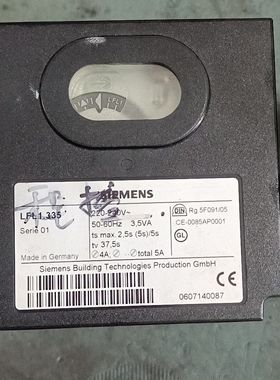 SIEMENS
LFL1.335
Serie 01
220-240V~
50-60Hz 3,5VA
ts max. 2,5s (5s)/5s
tv 37,5s
⌀4A; ⌀total 5A
DIN Rg.5F091/05
CE-0085AP0001
GL
Made in Germany
Siemens Building Technologies Production GmbH
CE
0607140087